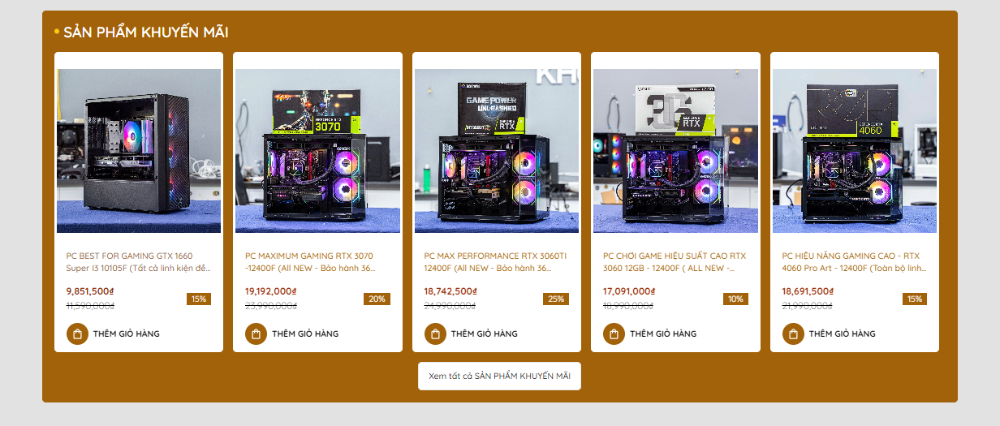 SẢN PHẨM KHUYẾN MÃI
3070
GAME POWER
UNLEASHED
GEFORCE
RTX
GEFORCE
RTX
GEFORCE RTX
4060
PC BEST FOR GAMING GTX 1660
Super I3 10105F (Tất cả linh kiện đề...
9,851,500₫
11,590,000₫
15%
THÊM GIỎ HÀNG
PC MAXIMUM GAMING RTX 3070
-12400F (All NEW - Bảo hành 36...
19,192,000₫
23,990,000₫
20%
THÊM GIỎ HÀNG
PC MAX PERFORMANCE RTX 3060TI
12400F (All NEW - Bảo hành 36...
18,742,500₫
24,990,000₫
25%
THÊM GIỎ HÀNG
PC CHƠI GAME HIỆU SUẤT CAO RTX
3060 12GB - 12400F ( ALL NEW -...
17,091,000₫
18,990,000₫
10%
THÊM GIỎ HÀNG
PC HIỆU NĂNG GAMING CAO - RTX
4060 Pro Art - 12400F (Toàn bộ linh...
18,691,500₫
21,990,000₫
15%
THÊM GIỎ HÀNG
Xem tất cả SẢN PHẨM KHUYẾN MÃI